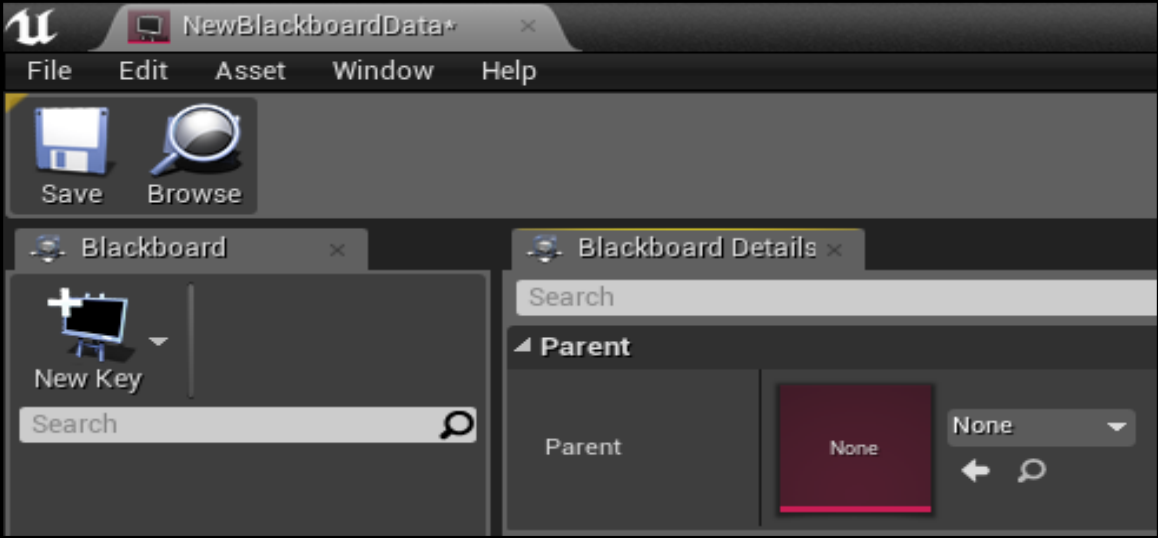 NewBlackboardData*
File Edit Asset Window Help
Save Browse
Blackboard
Blackboard Details
New Key
Search
Search
Parent
Parent
None
None